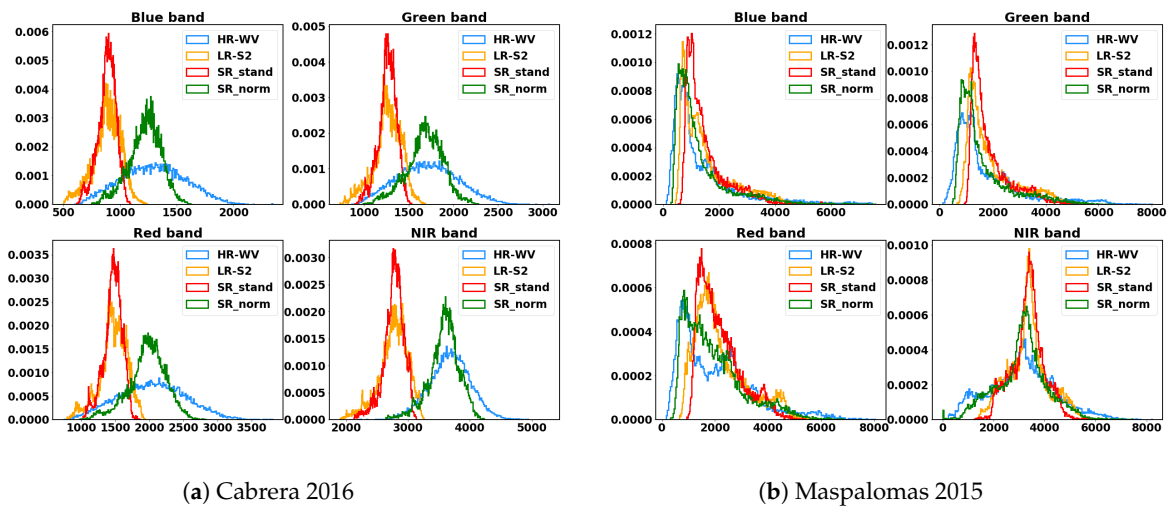 Blue band
0.006
0.005
0.004
0.003
0.002
0.001
0.000
500 1000 1500 2000
HR-WV
LR-S2
SR_stand
SR_norm
Green band
0.005
0.004
0.003
0.002
0.001
0.000
1000 1500 2000 2500 3000
HR-WV
LR-S2
SR_stand
SR_norm
Red band
0.0035
0.0030
0.0025
0.0020
0.0015
0.0010
0.0005
0.0000
1000 1500 2000 2500 3000 3500
HR-WV
LR-S2
SR_stand
SR_norm
NIR band
0.0030
0.0025
0.0020
0.0015
0.0010
0.0005
0.0000
2000 3000 4000 5000
HR-WV
LR-S2
SR_stand
SR_norm
(a) Cabrera 2016
Blue band
0.0012
0.0010
0.0008
0.0006
0.0004
0.0002
0.0000
0 2000 4000 6000
HR-WV
LR-S2
SR_stand
SR_norm
Green band
0.0012
0.0010
0.0008
0.0006
0.0004
0.0002
0.0000
0 2000 4000 6000 8000
HR-WV
LR-S2
SR_stand
SR_norm
Red band
0.0008
0.0006
0.0004
0.0002
0.0000
0 2000 4000 6000 8000
HR-WV
LR-S2
SR_stand
SR_norm
NIR band
0.0010
0.0008
0.0006
0.0004
0.0002
0.0000
0 2000 4000 6000 8000
HR-WV
LR-S2
SR_stand
SR_norm
(b) Maspalomas 2015